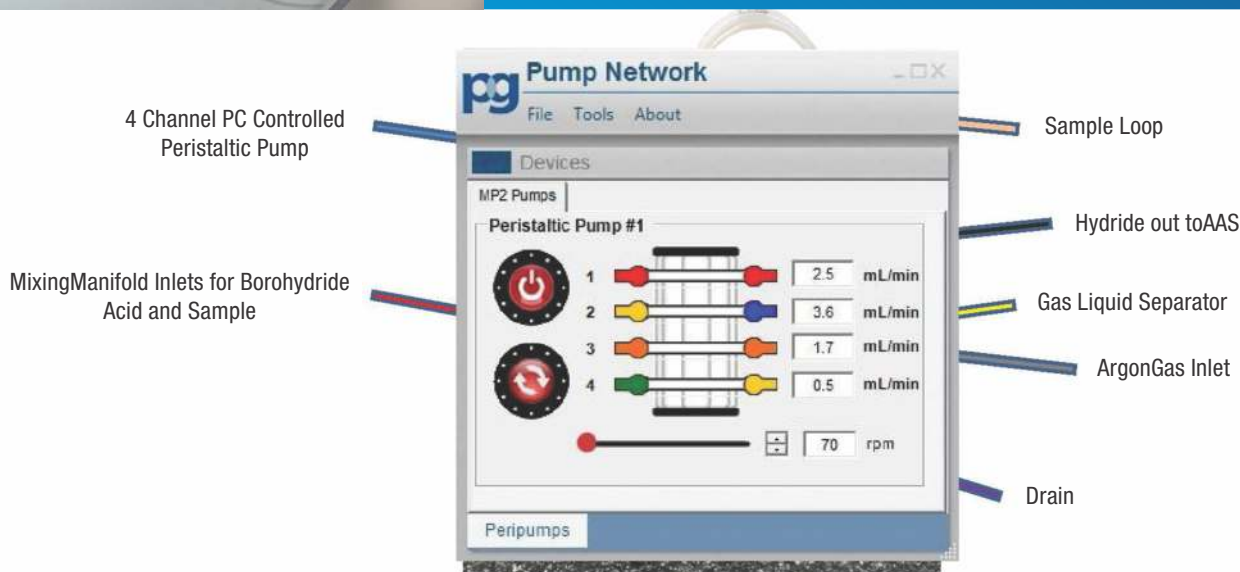 pg
Pump Network
File Tools About
Devices
MP2 Pumps
Peristaltic Pump #1
1 2.5 mL/min
2 3.6 mL/min
3 1.7 mL/min
4 0.5 mL/min
70 rpm
Peripumps
4 Channel PC Controlled
Peristaltic Pump
MixingManifold Inlets for Borohydride
Acid and Sample
Sample Loop
Hydride out toAAS
Gas Liquid Separator
ArgonGas Inlet
Drain